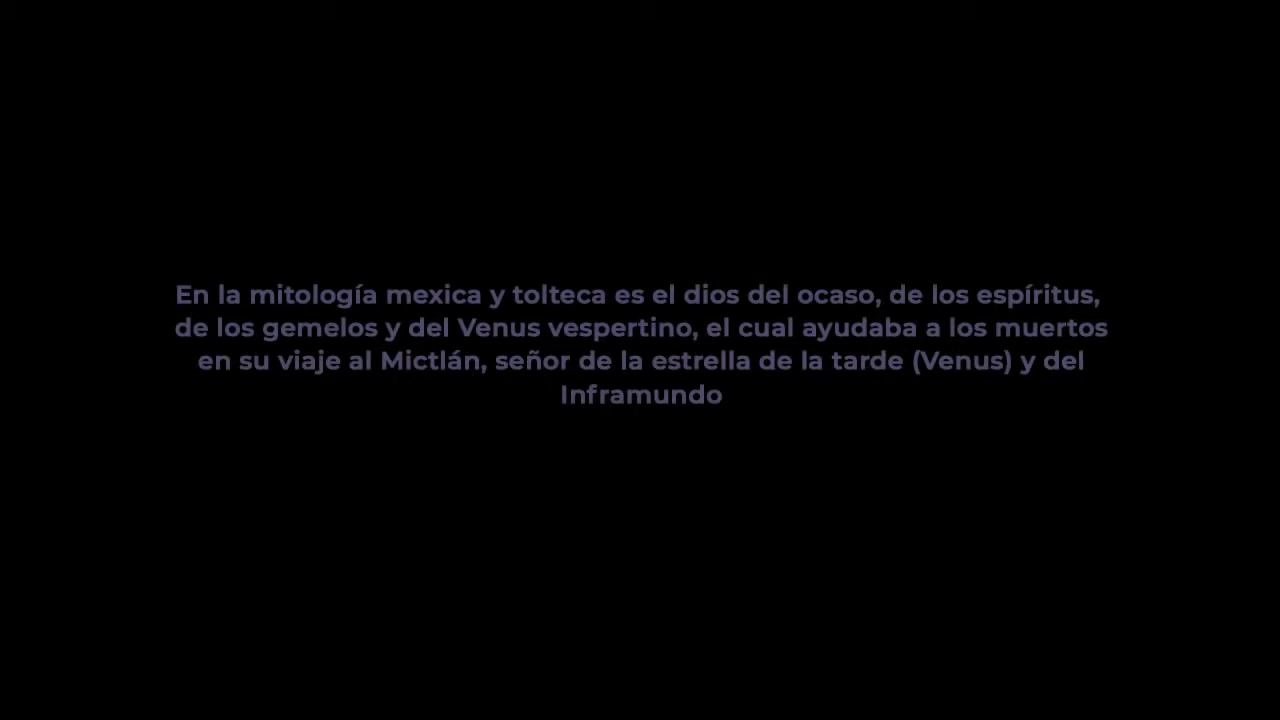 En la mitología mexica y tolteca es el dios del ocaso, de los espíritus,
de los gemelos y del Venus vespertino, el cual ayudaba a los muertos
en su viaje al Mictlán, señor de la estrella de la tarde (Venus) y del
Inframundo